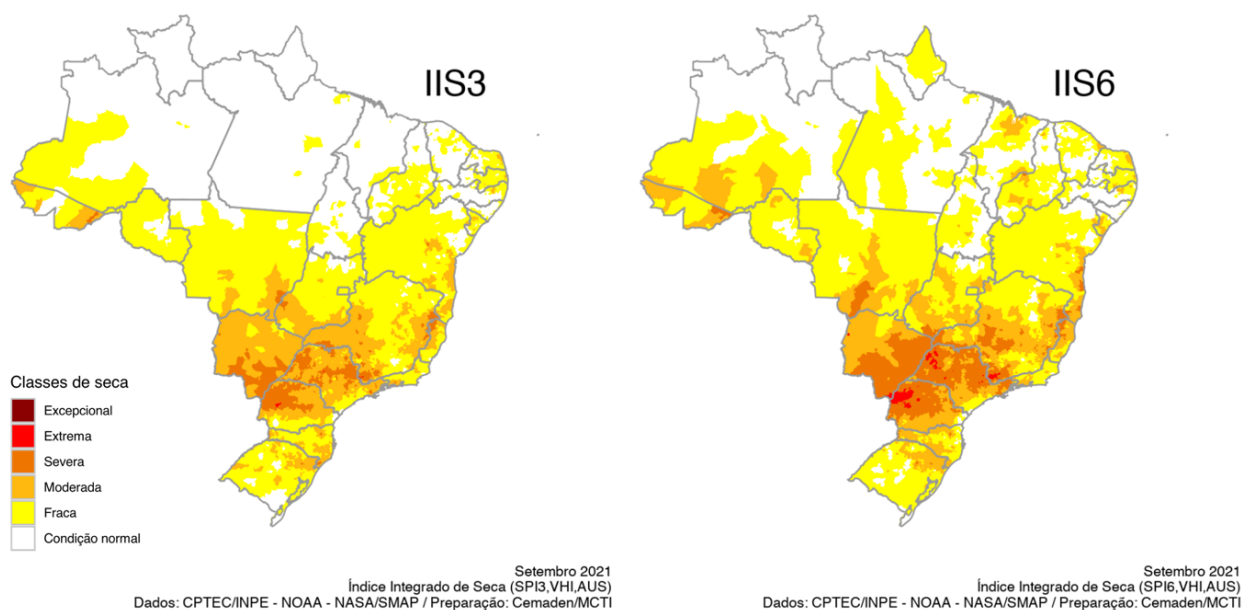 IIS3
IIS6
Classes de seca
Excepcional
Extrema
Severa
Moderada
Fraca
Condição normal
Setembro 2021
Índice Integrado de Seca (SPI3,VHI,AUS)
Dados: CPTEC/INPE - NOAA - NASA/SMAP / Preparação: Cemaden/MCTI
Setembro 2021
Índice Integrado de Seca (SPI6,VHI,AUS)
Dados: CPTEC/INPE - NOAA - NASA/SMAP / Preparação: Cemaden/MCTI